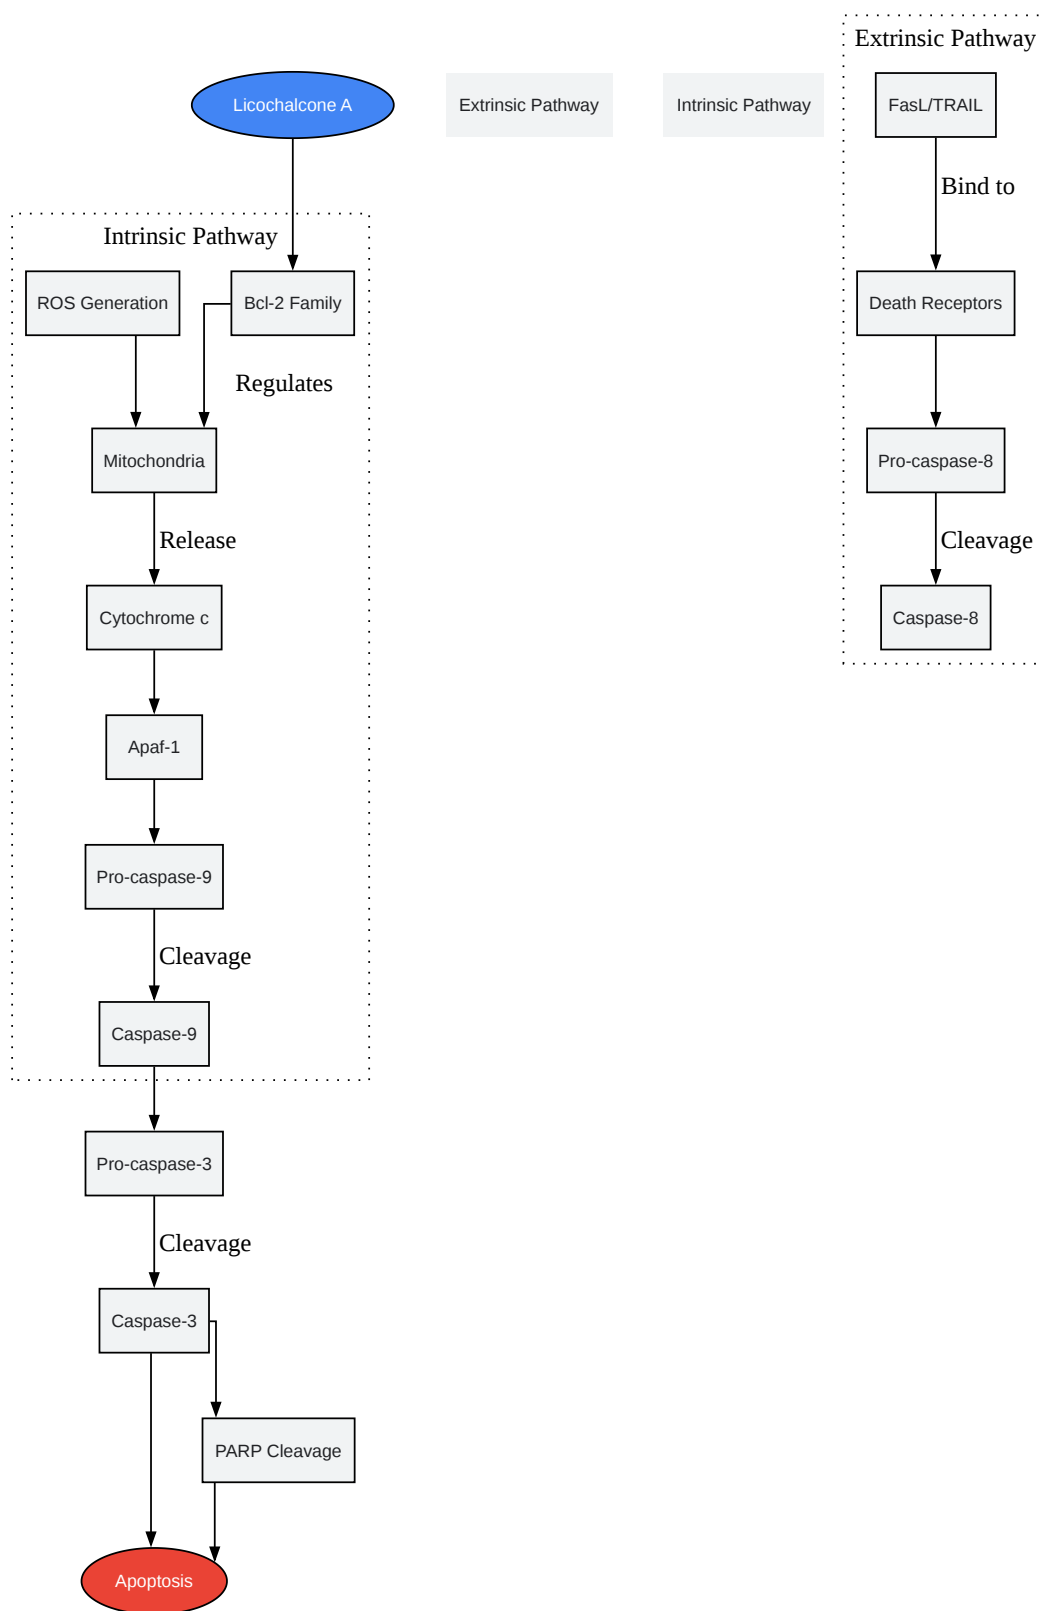 Extrinsic Pathway
Licochalcone A
Extrinsic Pathway
Intrinsic Pathway
FasL/TRAIL
Bind to
Intrinsic Pathway
ROS Generation
Bcl-2 Family
Death Receptors
Regulates
Mitochondria
Pro-caspase-8
Release
Cleavage
Cytochrome c
Caspase-8
Apaf-1
Pro-caspase-9
Cleavage
Caspase-9
Pro-caspase-3
Cleavage
Caspase-3
PARP Cleavage
Apoptosis